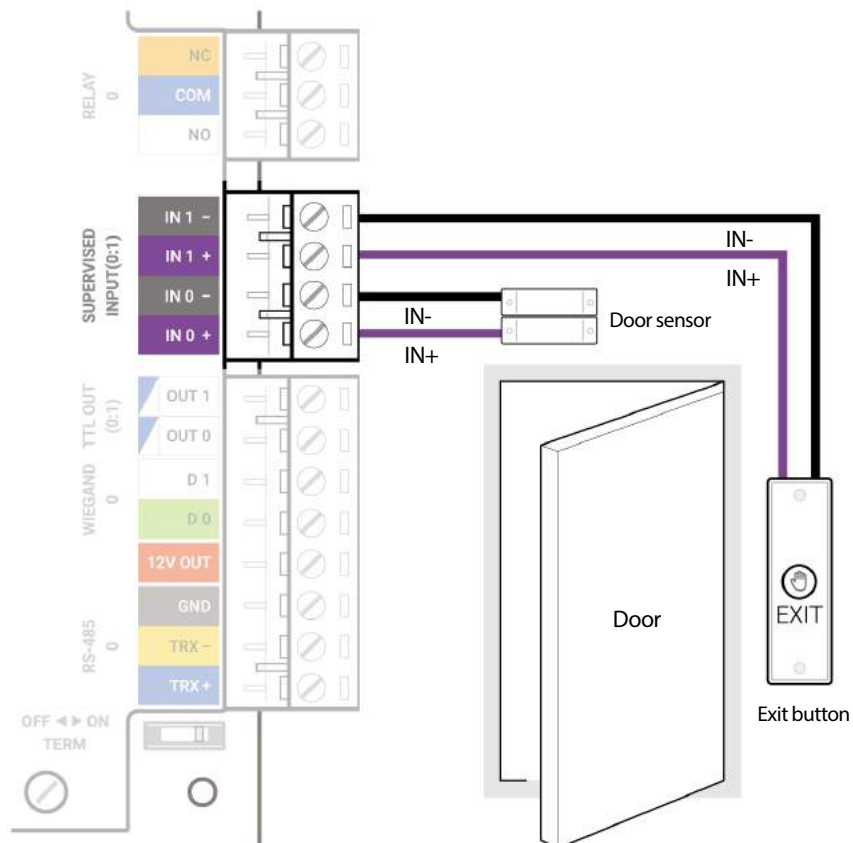 RELAY
0
NC
COM
NO
SUPERVISED
INPUT(0:1)
IN 1 −
IN 1 +
IN 0 −
IN 0 +
IN-
IN+
IN-
IN+
Door sensor
TTL OUT
(0:1)
OUT 1
OUT 0
WIEGAND
0
D 1
D 0
12V OUT
RS-485
0
GND
TRX −
TRX +
OFF ◄ ► ON
TERM
Door
EXIT
Exit button